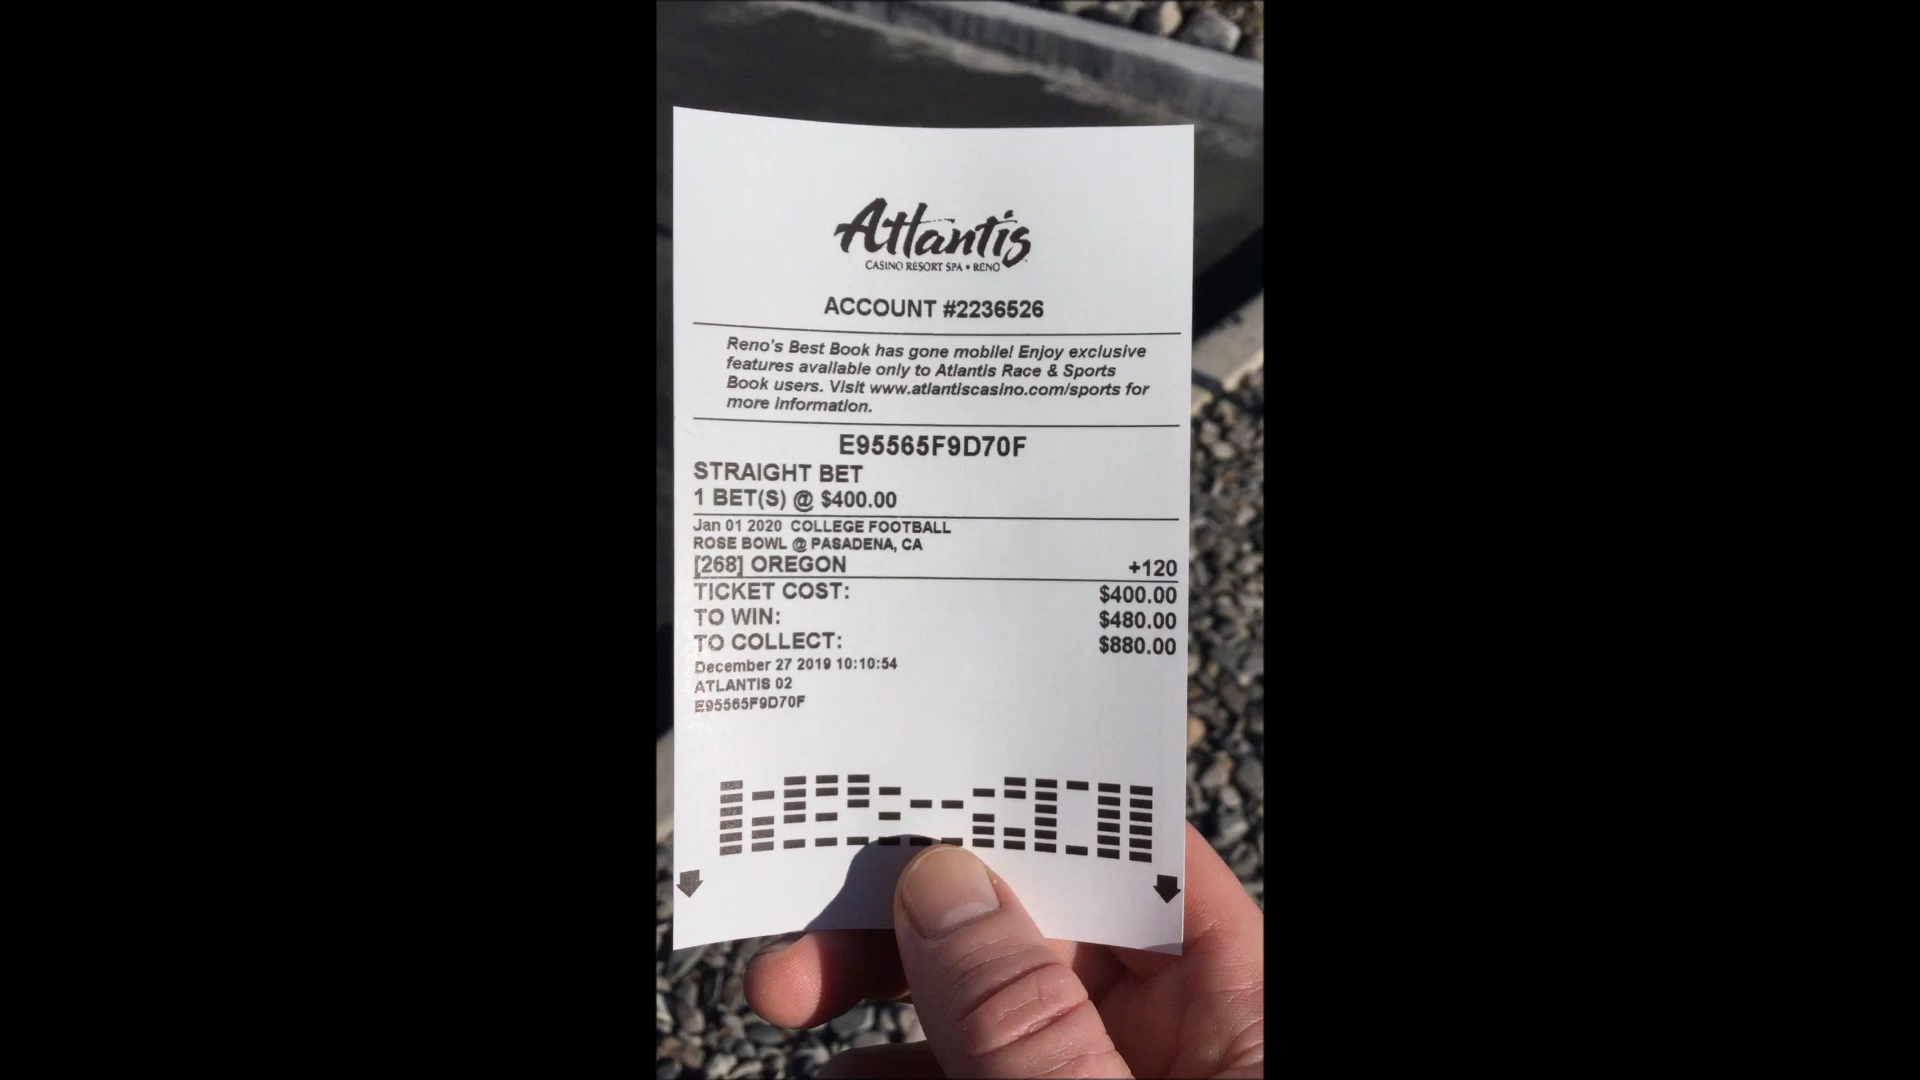 Atlantis
CASINO RESORT SPA • RENO
ACCOUNT #2236526
Reno's Best Book has gone mobile! Enjoy exclusive
features available only to Atlantis Race & Sports
Book users. Visit www.atlantiscasino.com/sports for
more information.
E95565F9D70F
STRAIGHT BET
1 BET(S) @ $400.00
Jan 01 2020 COLLEGE FOOTBALL
ROSE BOWL @ PASADENA, CA
[268] OREGON +120
TICKET COST: $400.00
TO WIN: $480.00
TO COLLECT: $880.00
December 27 2019 10:10:54
ATLANTIS 02
E95565F9D70F